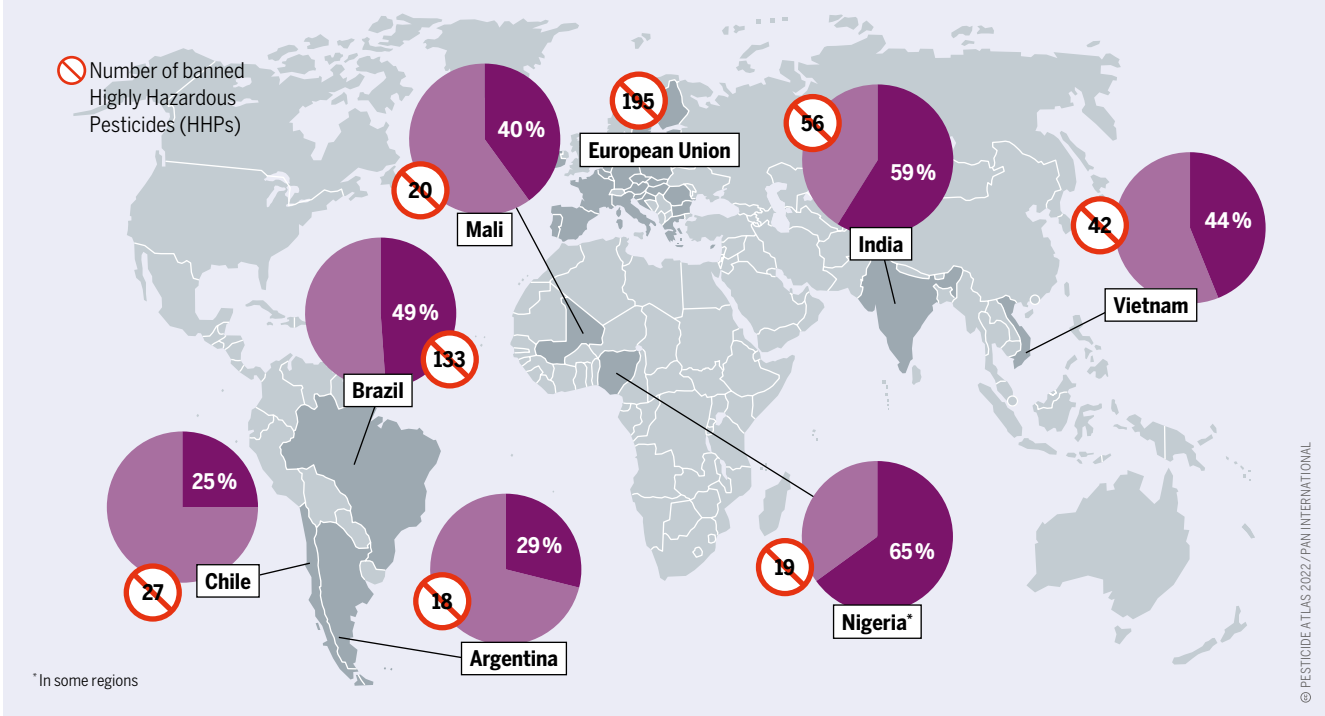 Number of banned
Highly Hazardous
Pesticides (HHPs)
40 %
20
Mali
195
European Union
56
59 %
India
42
44 %
Vietnam
49 %
133
Brazil
25 %
27
Chile
29 %
18
Argentina
65 %
19
Nigeria*
* In some regions
© PESTICIDE ATLAS 2022 / PAN INTERNATIONAL